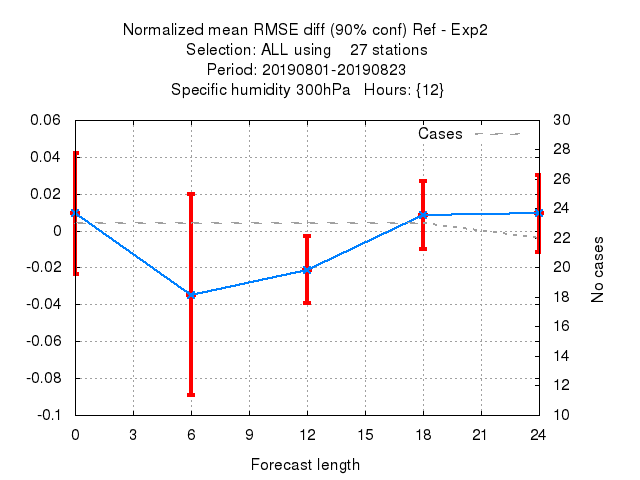 Normalized mean RMSE diff (90% conf) Ref - Exp2
Selection: ALL using 27 stations
Period: 20190801-20190823
Specific humidity 300hPa Hours: {12}
Cases
0.06
0.04
0.02
0
-0.02
-0.04
-0.06
-0.08
-0.1
30
28
26
24
22
20
18
16
14
12
10
No cases
0 3 6 9 12 15 18 21 24
Forecast length